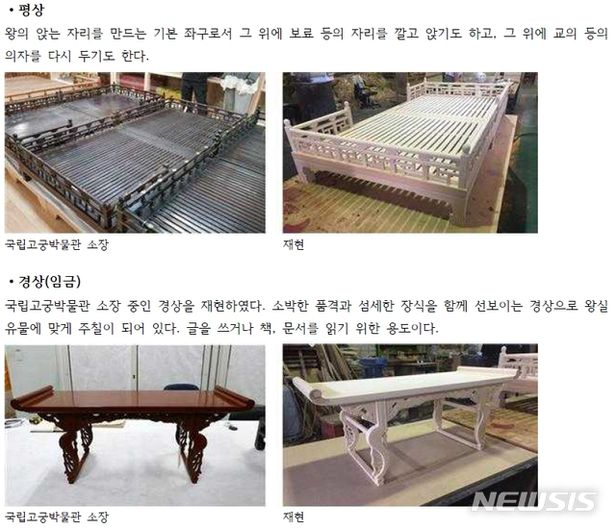 • 평상
왕의 앉는 자리를 만드는 기본 좌구로서 그 위에 보료 등의 자리를 깔고 앉기도 하고, 그 위에 교의 등의
의자를 다시 두기도 한다.
국립고궁박물관 소장
재현
• 경상(임금)
국립고궁박물관 소장 중인 경상을 재현하였다. 소박한 품격과 섬세한 장식을 함께 선보이는 경상으로 왕실
유물에 맞게 주칠이 되어 있다. 글을 쓰거나 책, 문서를 읽기 위한 용도이다.
국립고궁박물관 소장
재현
NEWSIS